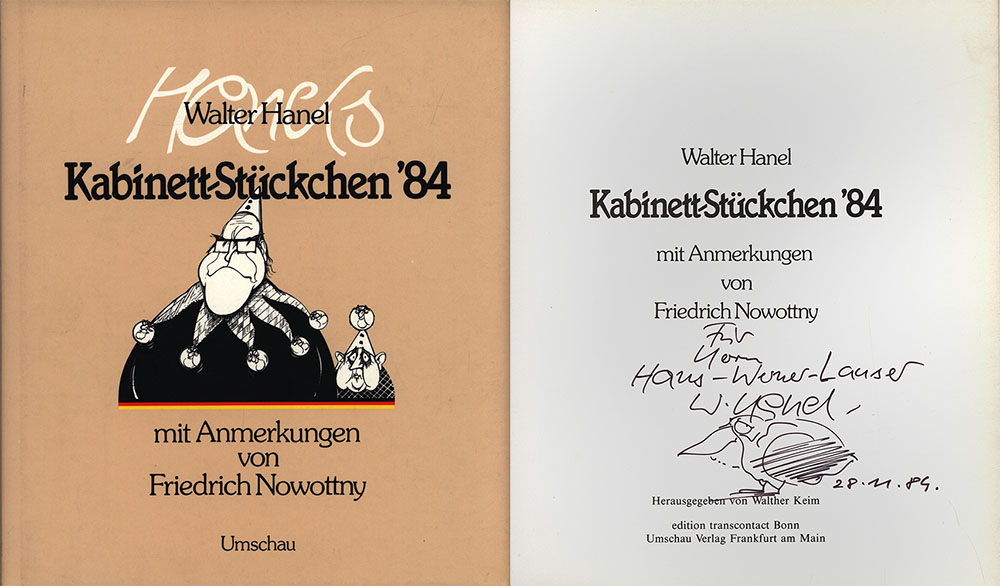 Hanels
Walter Hanel
Kabinett-Stückchen '84
mit Anmerkungen
von
Friedrich Nowottny
Umschau
Walter Hanel
Kabinett-Stückchen '84
mit Anmerkungen
von
Friedrich Nowottny
Für
Herrn
Hans-Werner-Lauser
W. Hanel.
28.11.84.
Herausgegeben von Walther Keim
edition transcontact Bonn
Umschau Verlag Frankfurt am Main